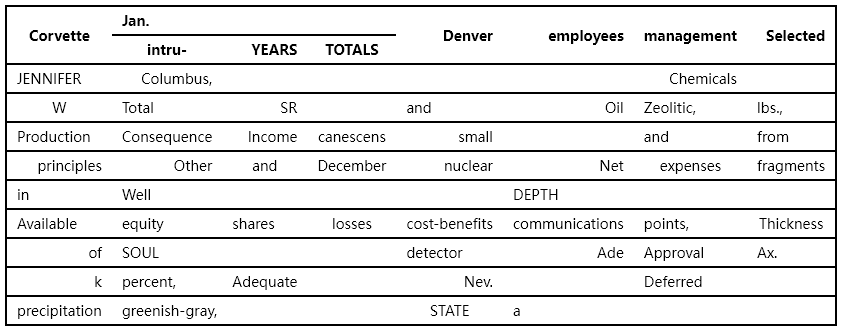 Corvette Jan. Denver employees management Selected
intru- YEARS TOTALS
JENNIFER Columbus, Chemicals
W Total SR and Oil Zeolitic, lbs.,
Production Consequence Income canescens small and from
principles Other and December nuclear Net expenses fragments
in Well DEPTH
Available equity shares losses cost-benefits communications points, Thickness
of SOUL detector Ade Approval Ax.
k percent, Adequate Nev. Deferred
precipitation greenish-gray, STATE a